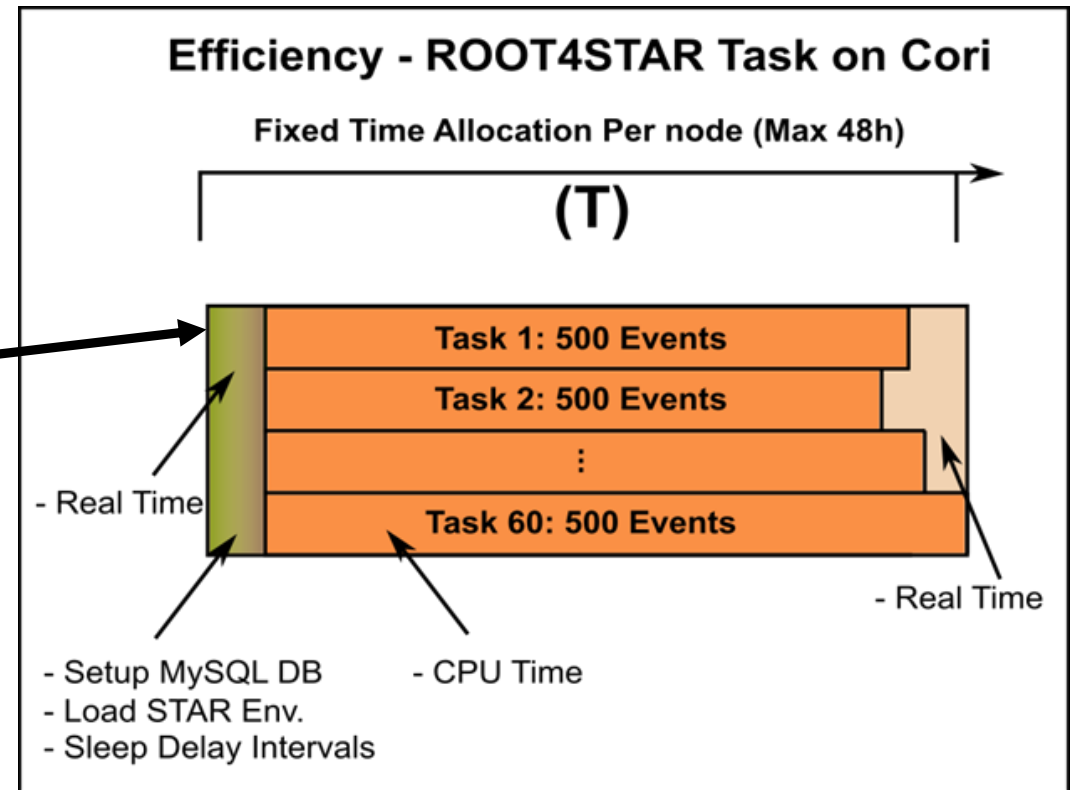 Efficiency - ROOT4STAR Task on Cori
Fixed Time Allocation Per node (Max 48h)
(T)
Task 1: 500 Events
Task 2: 500 Events
⋮
Task 60: 500 Events
- Real Time
- Real Time
- Setup MySQL DB
- Load STAR Env.
- Sleep Delay Intervals
- CPU Time